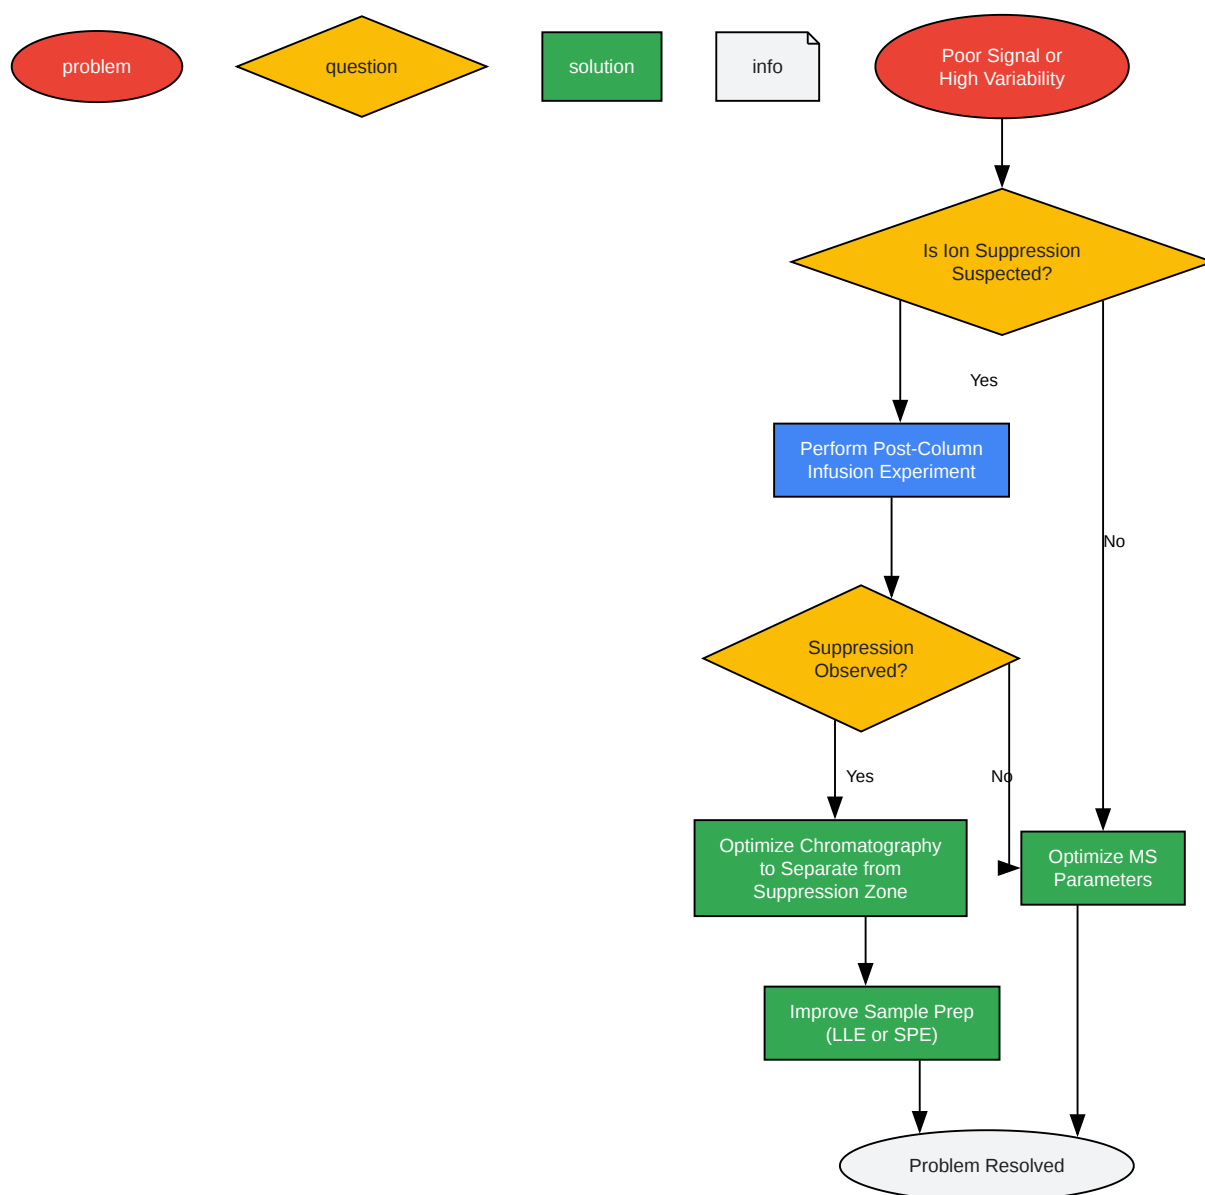 problem
question
solution
info
Poor Signal or
High Variability
Is Ion Suppression
Suspected?
Yes
Perform Post-Column
Infusion Experiment
No
Suppression
Observed?
Yes
No
Optimize Chromatography
to Separate from
Suppression Zone
Optimize MS
Parameters
Improve Sample Prep
(LLE or SPE)
Problem Resolved